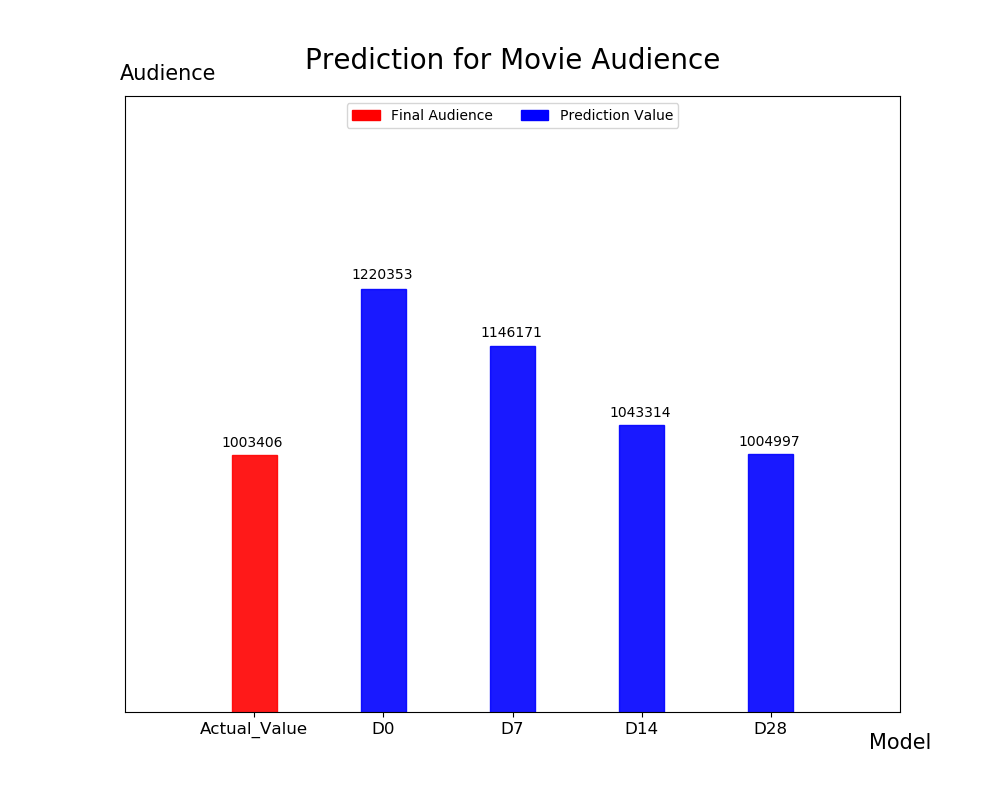 Prediction for Movie Audience
Audience
Final Audience
Prediction Value
1220353
1146171
1043314
1003406
1004997
Actual_Value
D0
D7
D14
D28
Model